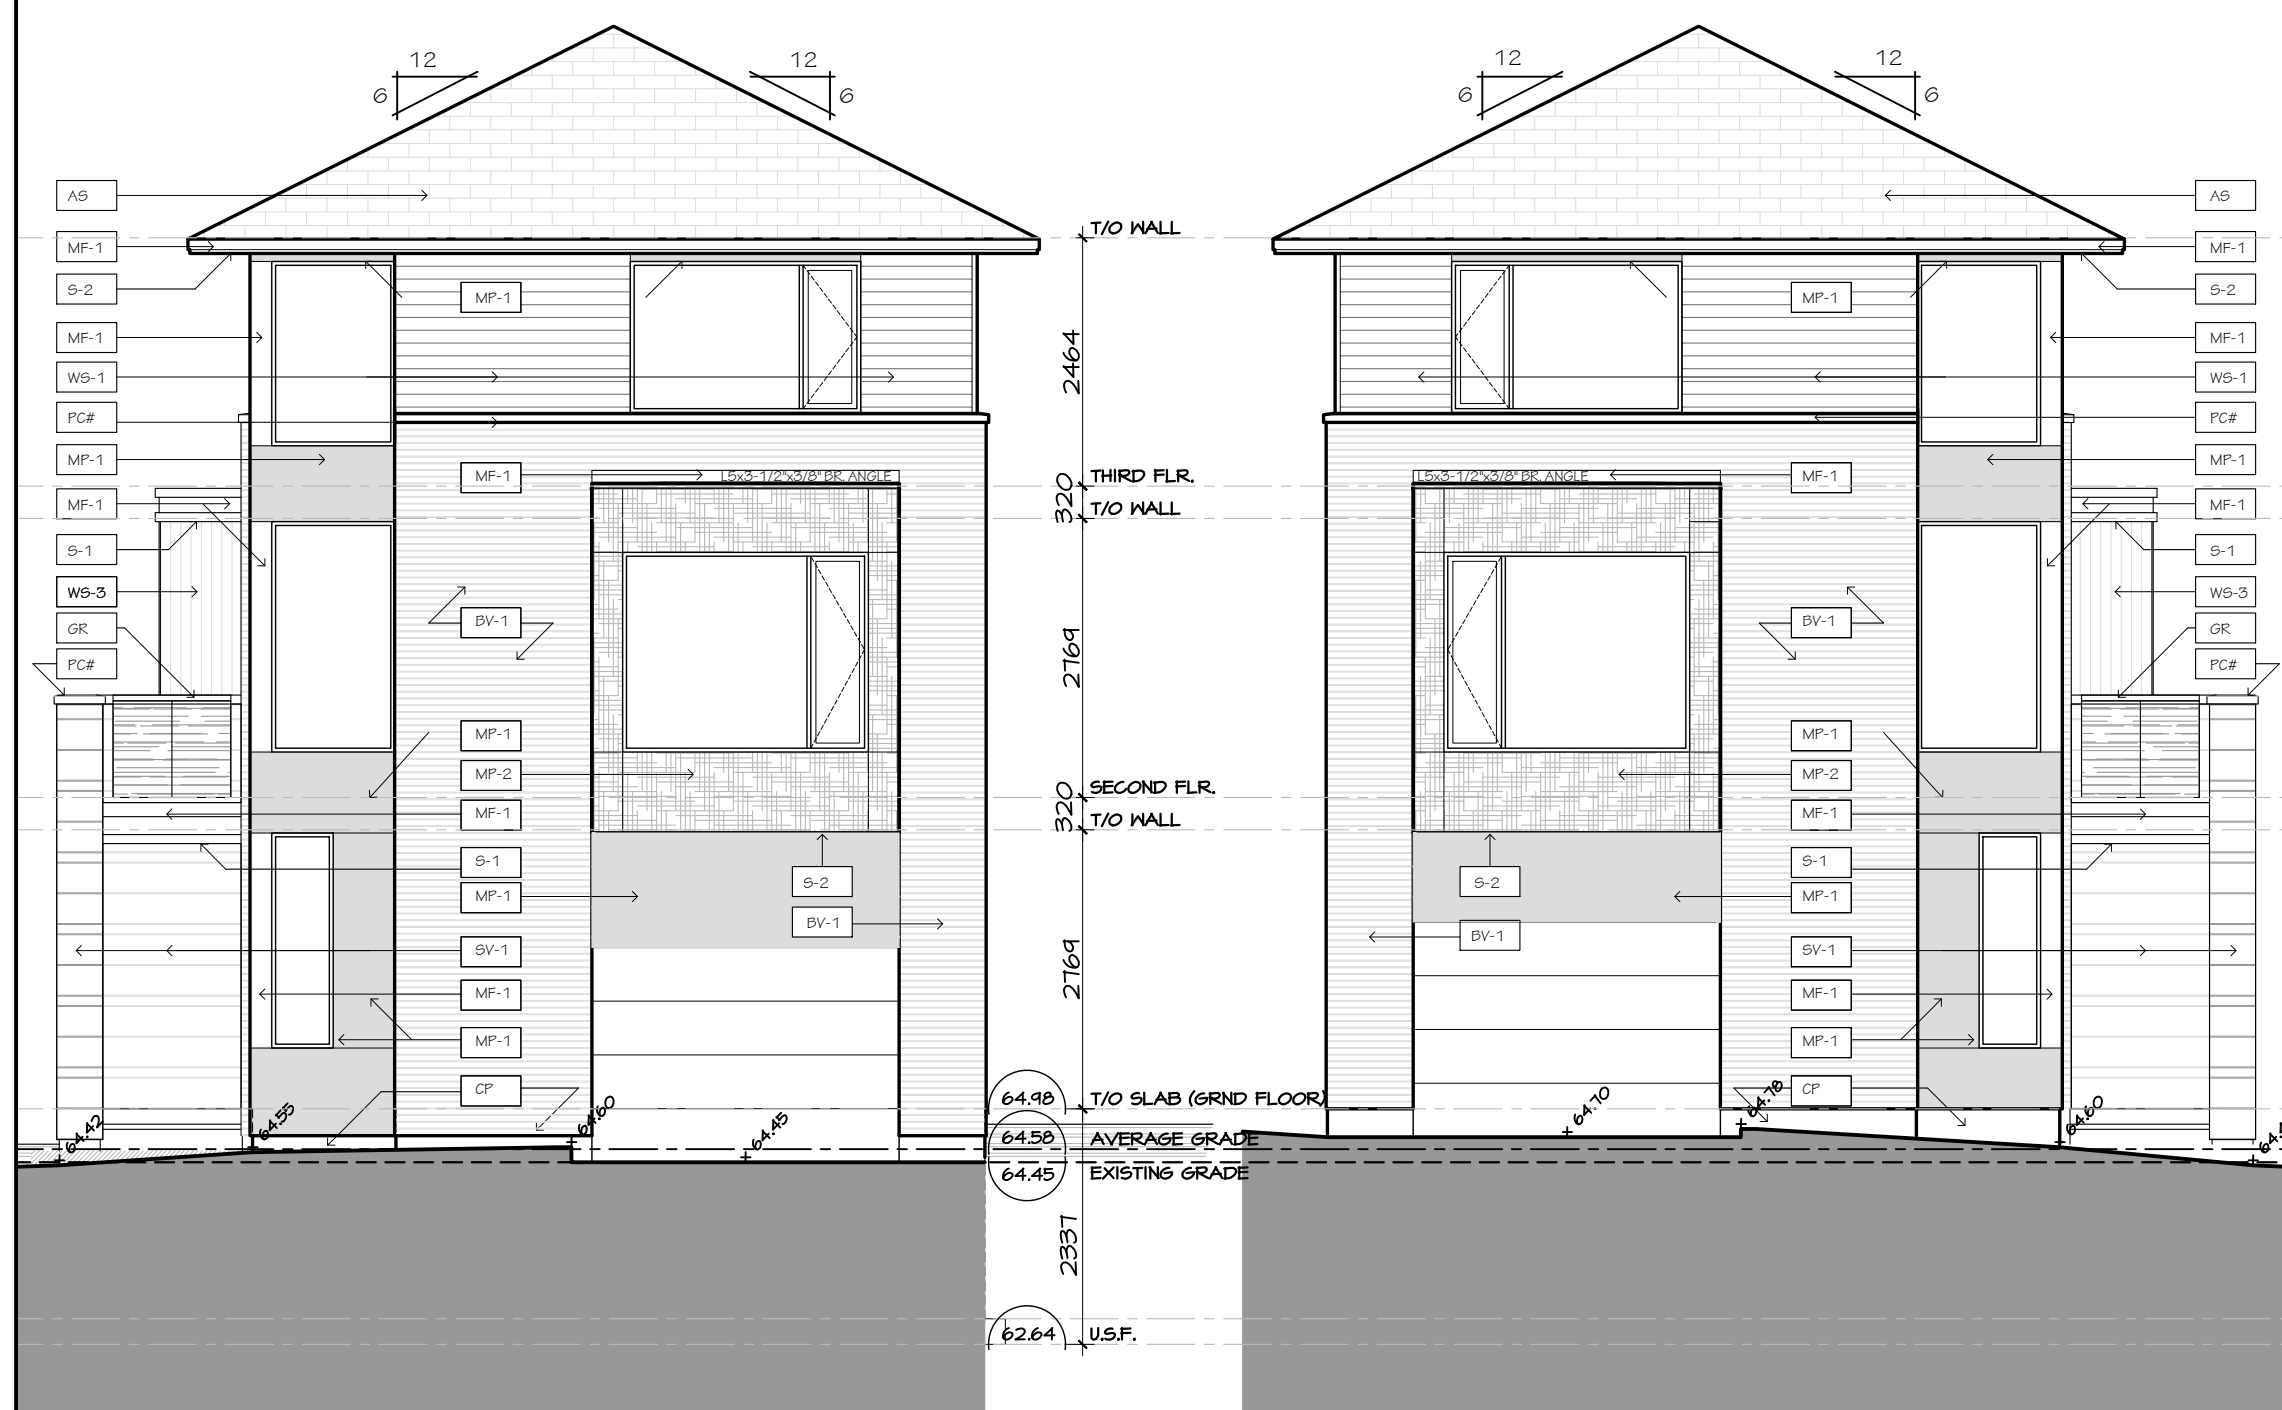 12 12 12 12
6 6 6 6
AS AS
T/O WALL
MF-1 MF-1
S-2 S-2
MP-1 MP-1
MF-1 MF-1
2464
WS-1 WS-1
PC# PC#
MP-1 MP-1
MF-1 L5x3-1/2"x3/8" BR. ANGLE THIRD FLR. L5x3-1/2"x3/8" BR. ANGLE MF-1
320
MF-1 T/O WALL MF-1
S-1 S-1
WS-3 WS-3
GR BV-1 BV-1 GR
2769
PC# PC#
MP-1 MP-1
MP-2 MP-2
SECOND FLR.
320
MF-1 T/O WALL MF-1
S-1 S-1
S-2 S-2
MP-1 MP-1
BV-1 BV-1
SV-1 SV-1
2769
MF-1 MF-1
MP-1 MP-1
CP CP
64.98 T/O SLAB (GRND FLOOR)
64.42 64.55 64.60 64.45 64.70 64.78 64.60
64.58 AVERAGE GRADE
64.45 EXISTING GRADE
2337
62.64 U.S.F.